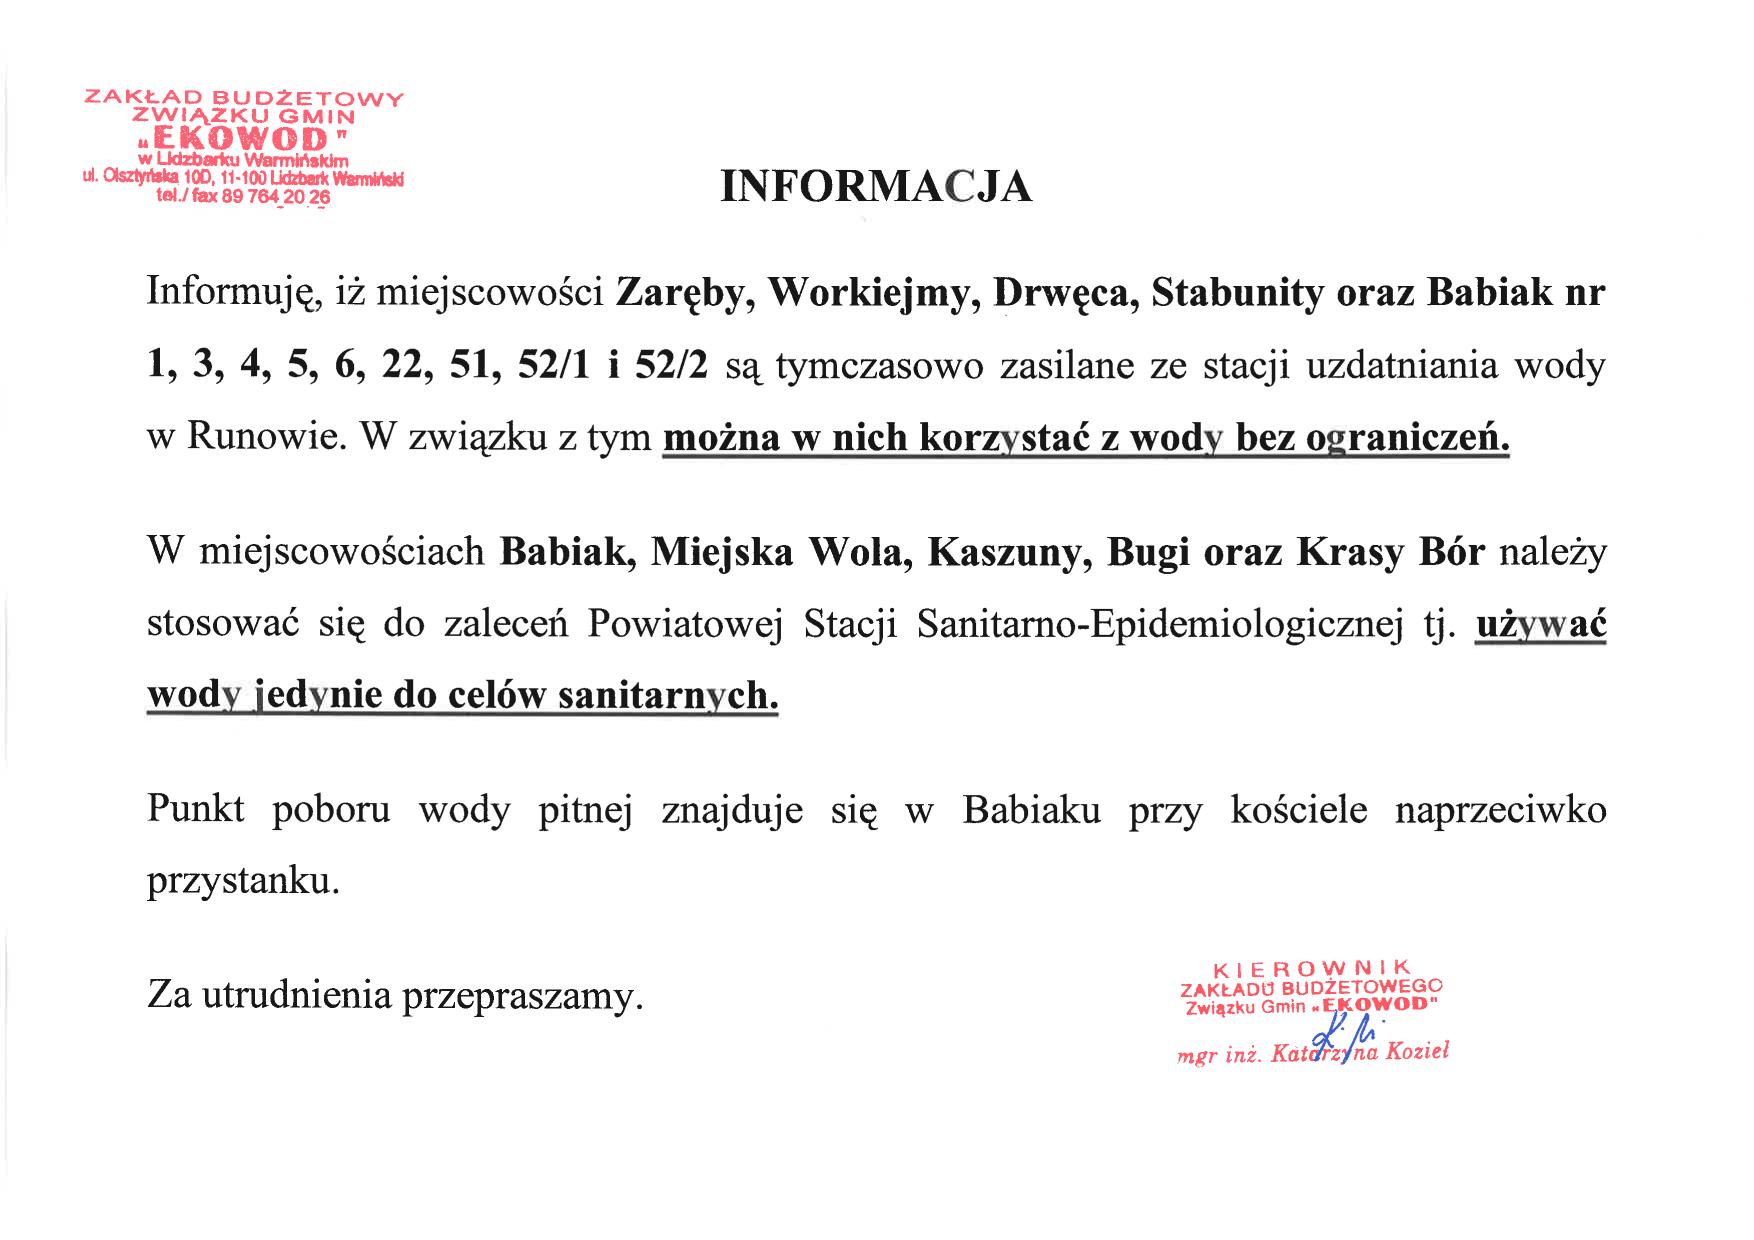 ZAKŁAD BUDŻETOWY
ZWIĄZKU GMIN
„EKOWOD"
w Lidzbarku Warmińskim
ul. Olsztyńska 10D, 11-100 Lidzbark Warmiński
tel./ fax 89 764 20 26
INFORMACJA
Informuję, iż miejscowości Zaręby, Workiejmy, Drwęca, Stabunity oraz Babiak nr
1, 3, 4, 5, 6, 22, 51, 52/1 i 52/2 są tymczasowo zasilane ze stacji uzdatniania wody
w Runowie. W związku z tym można w nich korzystać z wody bez ograniczeń.
W miejscowościach Babiak, Miejska Wola, Kaszuny, Bugi oraz Krasy Bór należy
stosować się do zaleceń Powiatowej Stacji Sanitarno-Epidemiologicznej tj. używać
wody jedynie do celów sanitarnych.
Punkt poboru wody pitnej znajduje się w Babiaku przy kościele naprzeciwko
przystanku.
Za utrudnienia przepraszamy.
KIEROWNIK
ZAKŁADU BUDŻETOWEGO
Związku Gmin „EKOWOD"
mgr inż. Katarzyna Kozieł